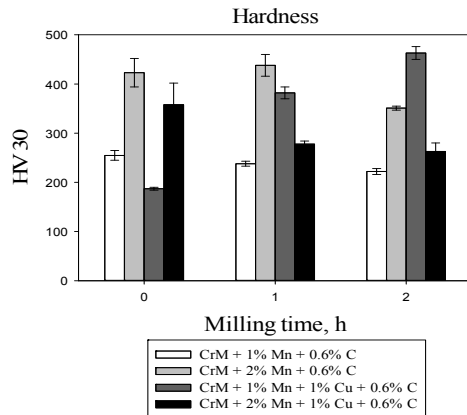 Hardness
500
400
300
200
100
0
HV 30
0 1 2
Milling time, h
CrM + 1% Mn + 0.6% C
CrM + 2% Mn + 0.6% C
CrM + 1% Mn + 1% Cu + 0.6% C
CrM + 2% Mn + 1% Cu + 0.6% C